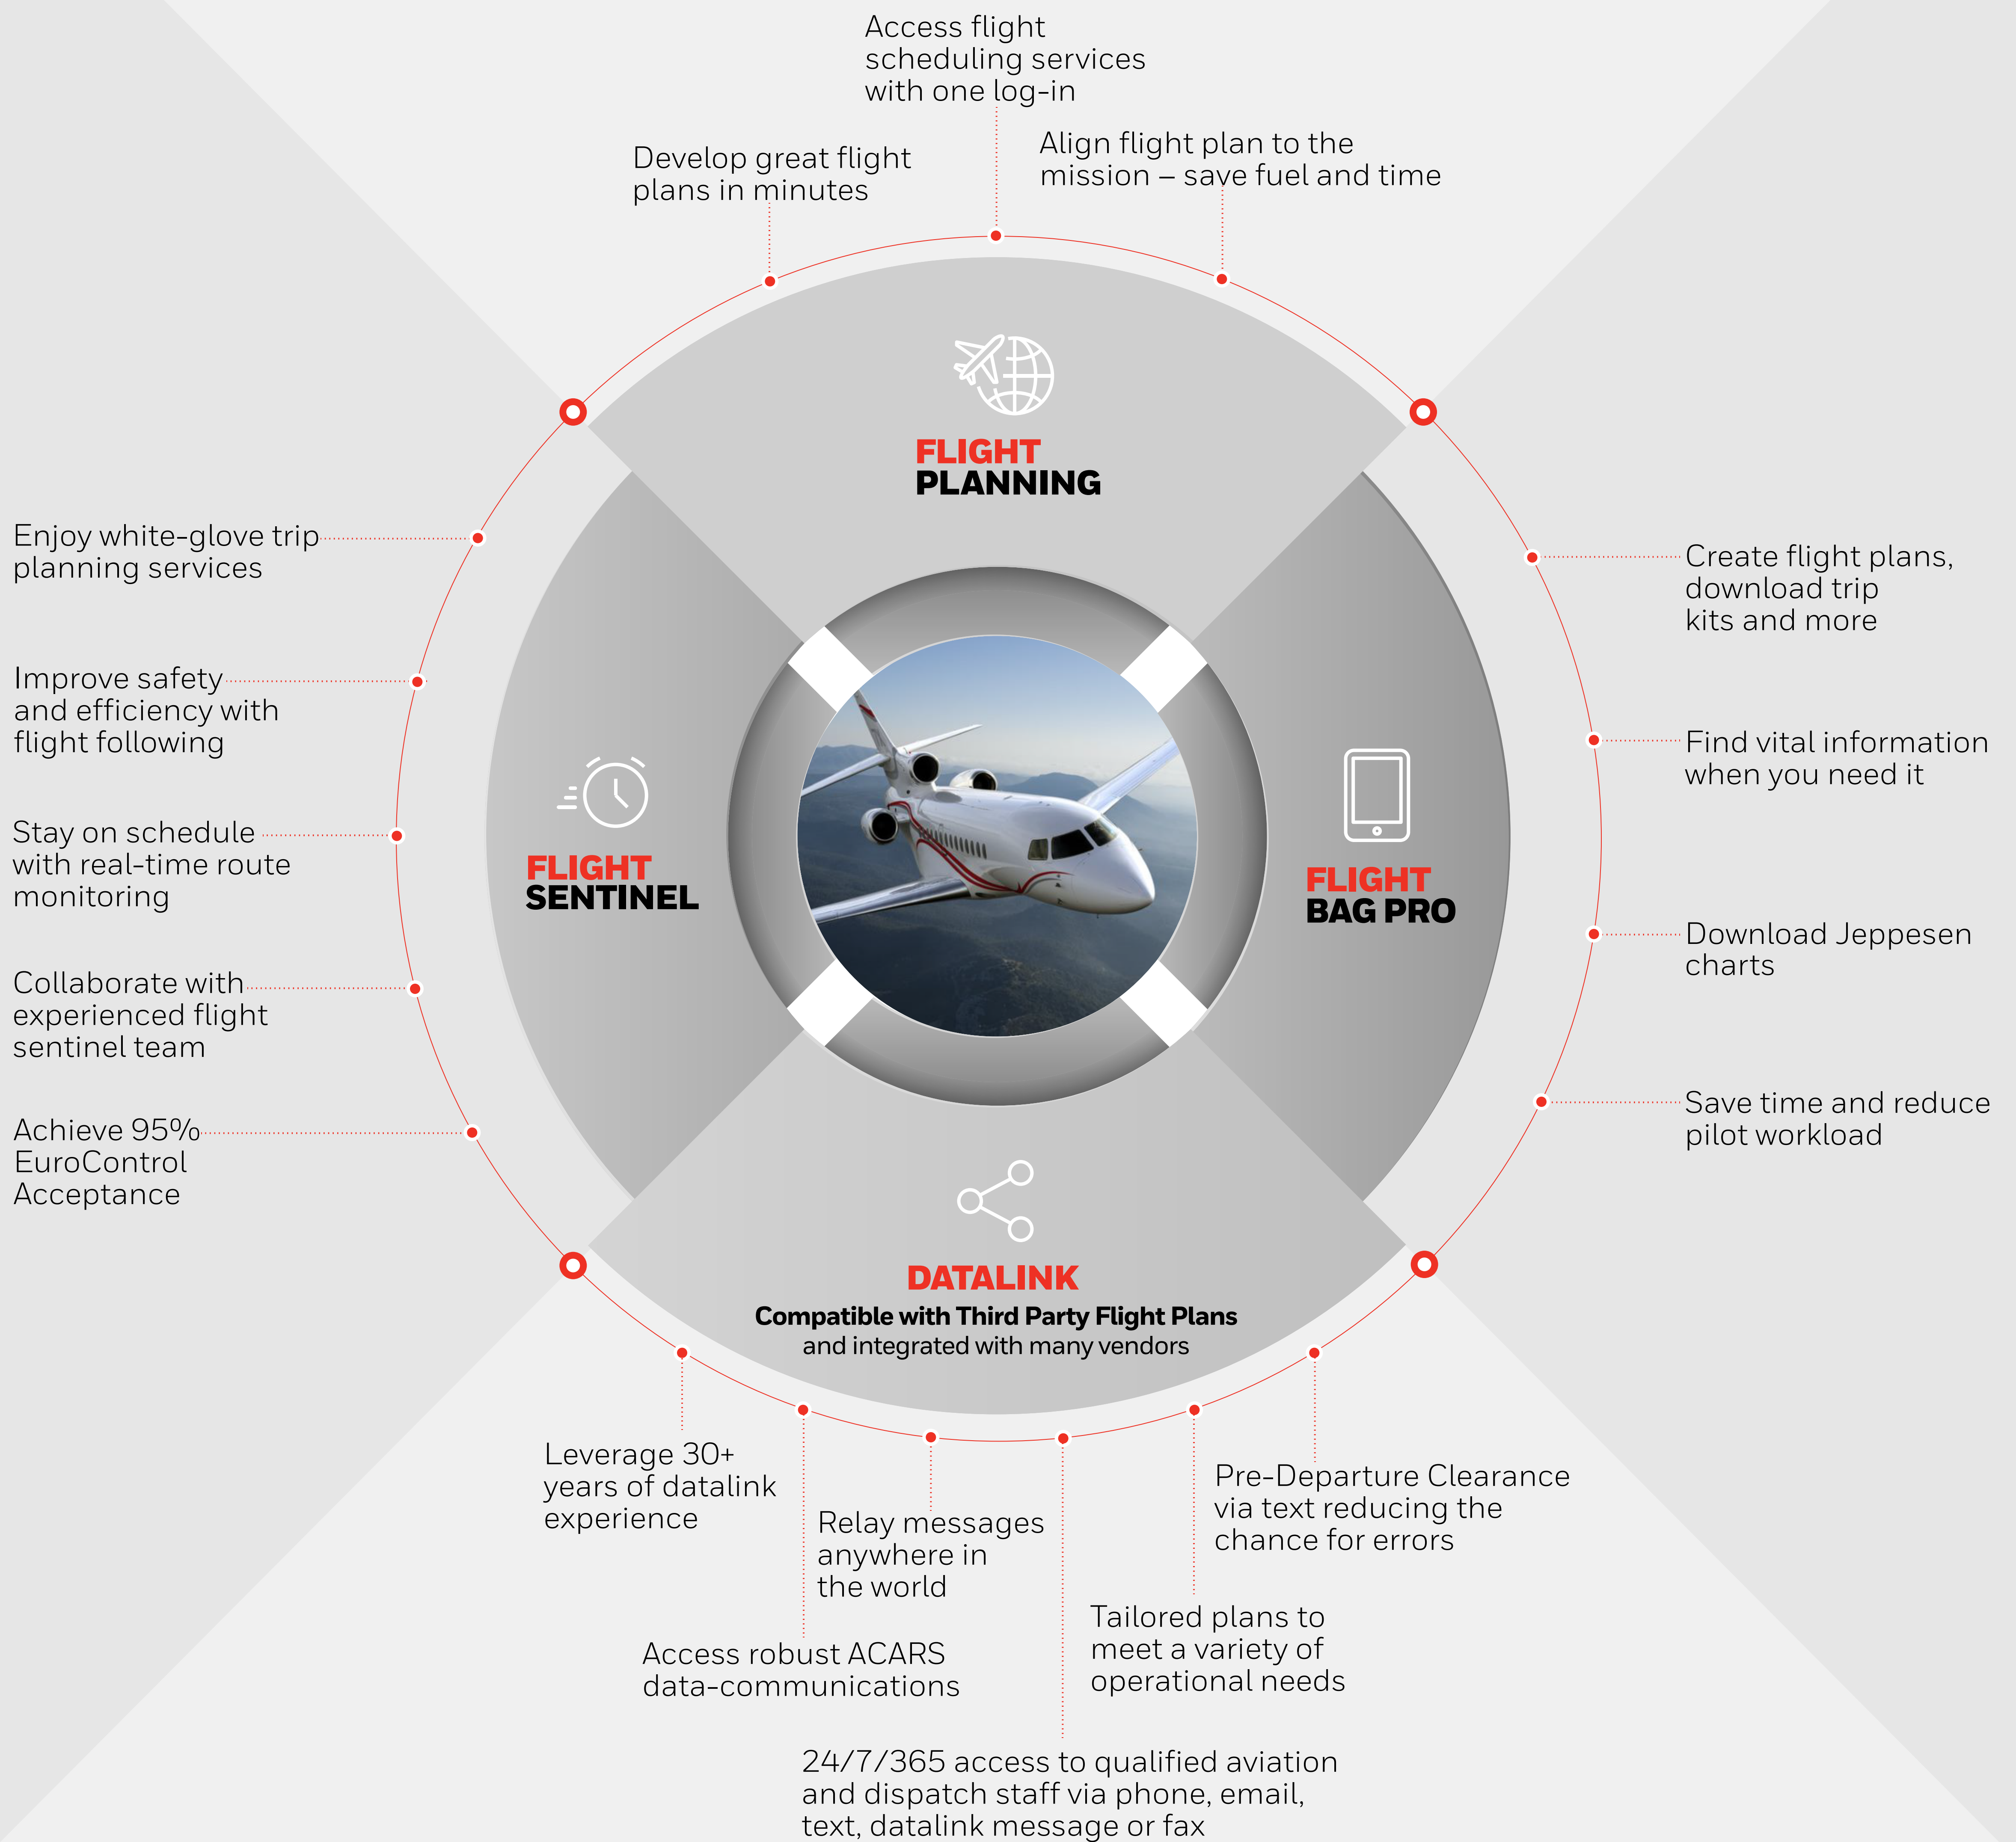 Access flight
scheduling services
with one log-in
Develop great flight
plans in minutes
Align flight plan to the
mission – save fuel and time
FLIGHT
PLANNING
Enjoy white-glove trip
planning services
Improve safety
and efficiency with
flight following
Stay on schedule
with real-time route
monitoring
Collaborate with
experienced flight
sentinel team
Achieve 95%
EuroControl
Acceptance
FLIGHT
SENTINEL
FLIGHT
BAG PRO
Create flight plans,
download trip
kits and more
Find vital information
when you need it
Download Jeppesen
charts
Save time and reduce
pilot workload
DATALINK
Compatible with Third Party Flight Plans
and integrated with many vendors
Leverage 30+
years of datalink
experience
Access robust ACARS
data-communications
Relay messages
anywhere in
the world
24/7/365 access to qualified aviation
and dispatch staff via phone, email,
text, datalink message or fax
Tailored plans to
meet a variety of
operational needs
Pre-Departure Clearance
via text reducing the
chance for errors